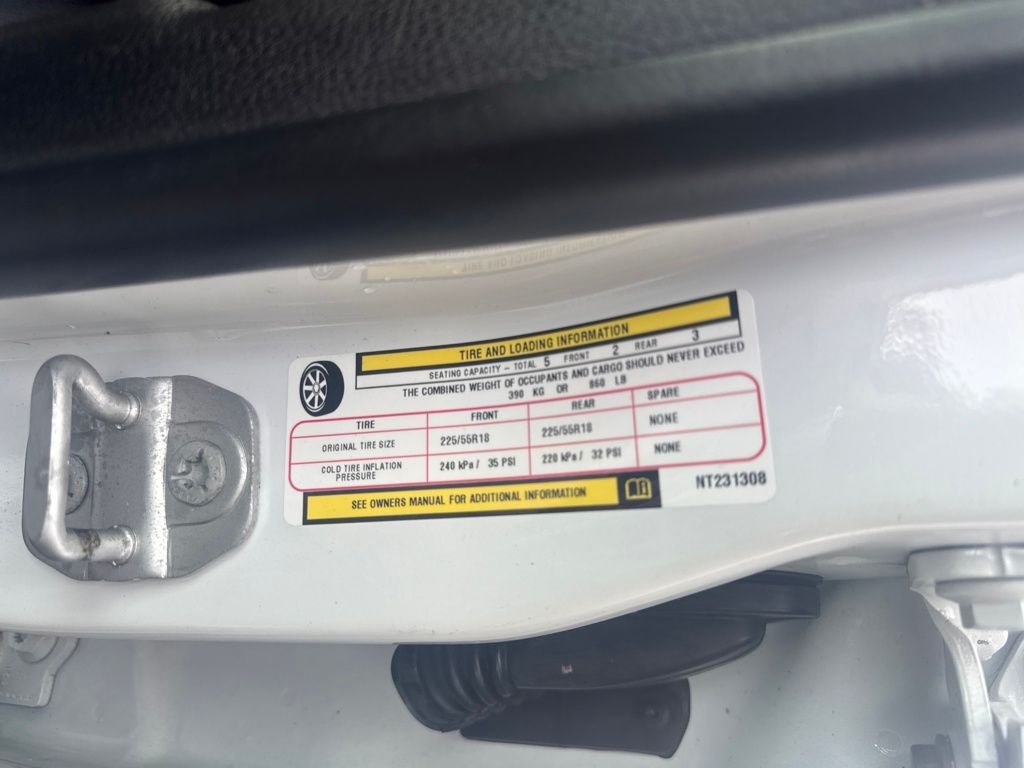 TIRE AND LOADING INFORMATION
SEATING CAPACITY – TOTAL 5 FRONT 2 REAR 3
THE COMBINED WEIGHT OF OCCUPANTS AND CARGO SHOULD NEVER EXCEED
390 KG OR 860 LB
TIRE FRONT REAR SPARE
ORIGINAL TIRE SIZE 225/55R18 225/55R18 NONE
COLD TIRE INFLATION PRESSURE 240 kPa / 35 PSI 220 kPa / 32 PSI NONE
SEE OWNERS MANUAL FOR ADDITIONAL INFORMATION
NT231308